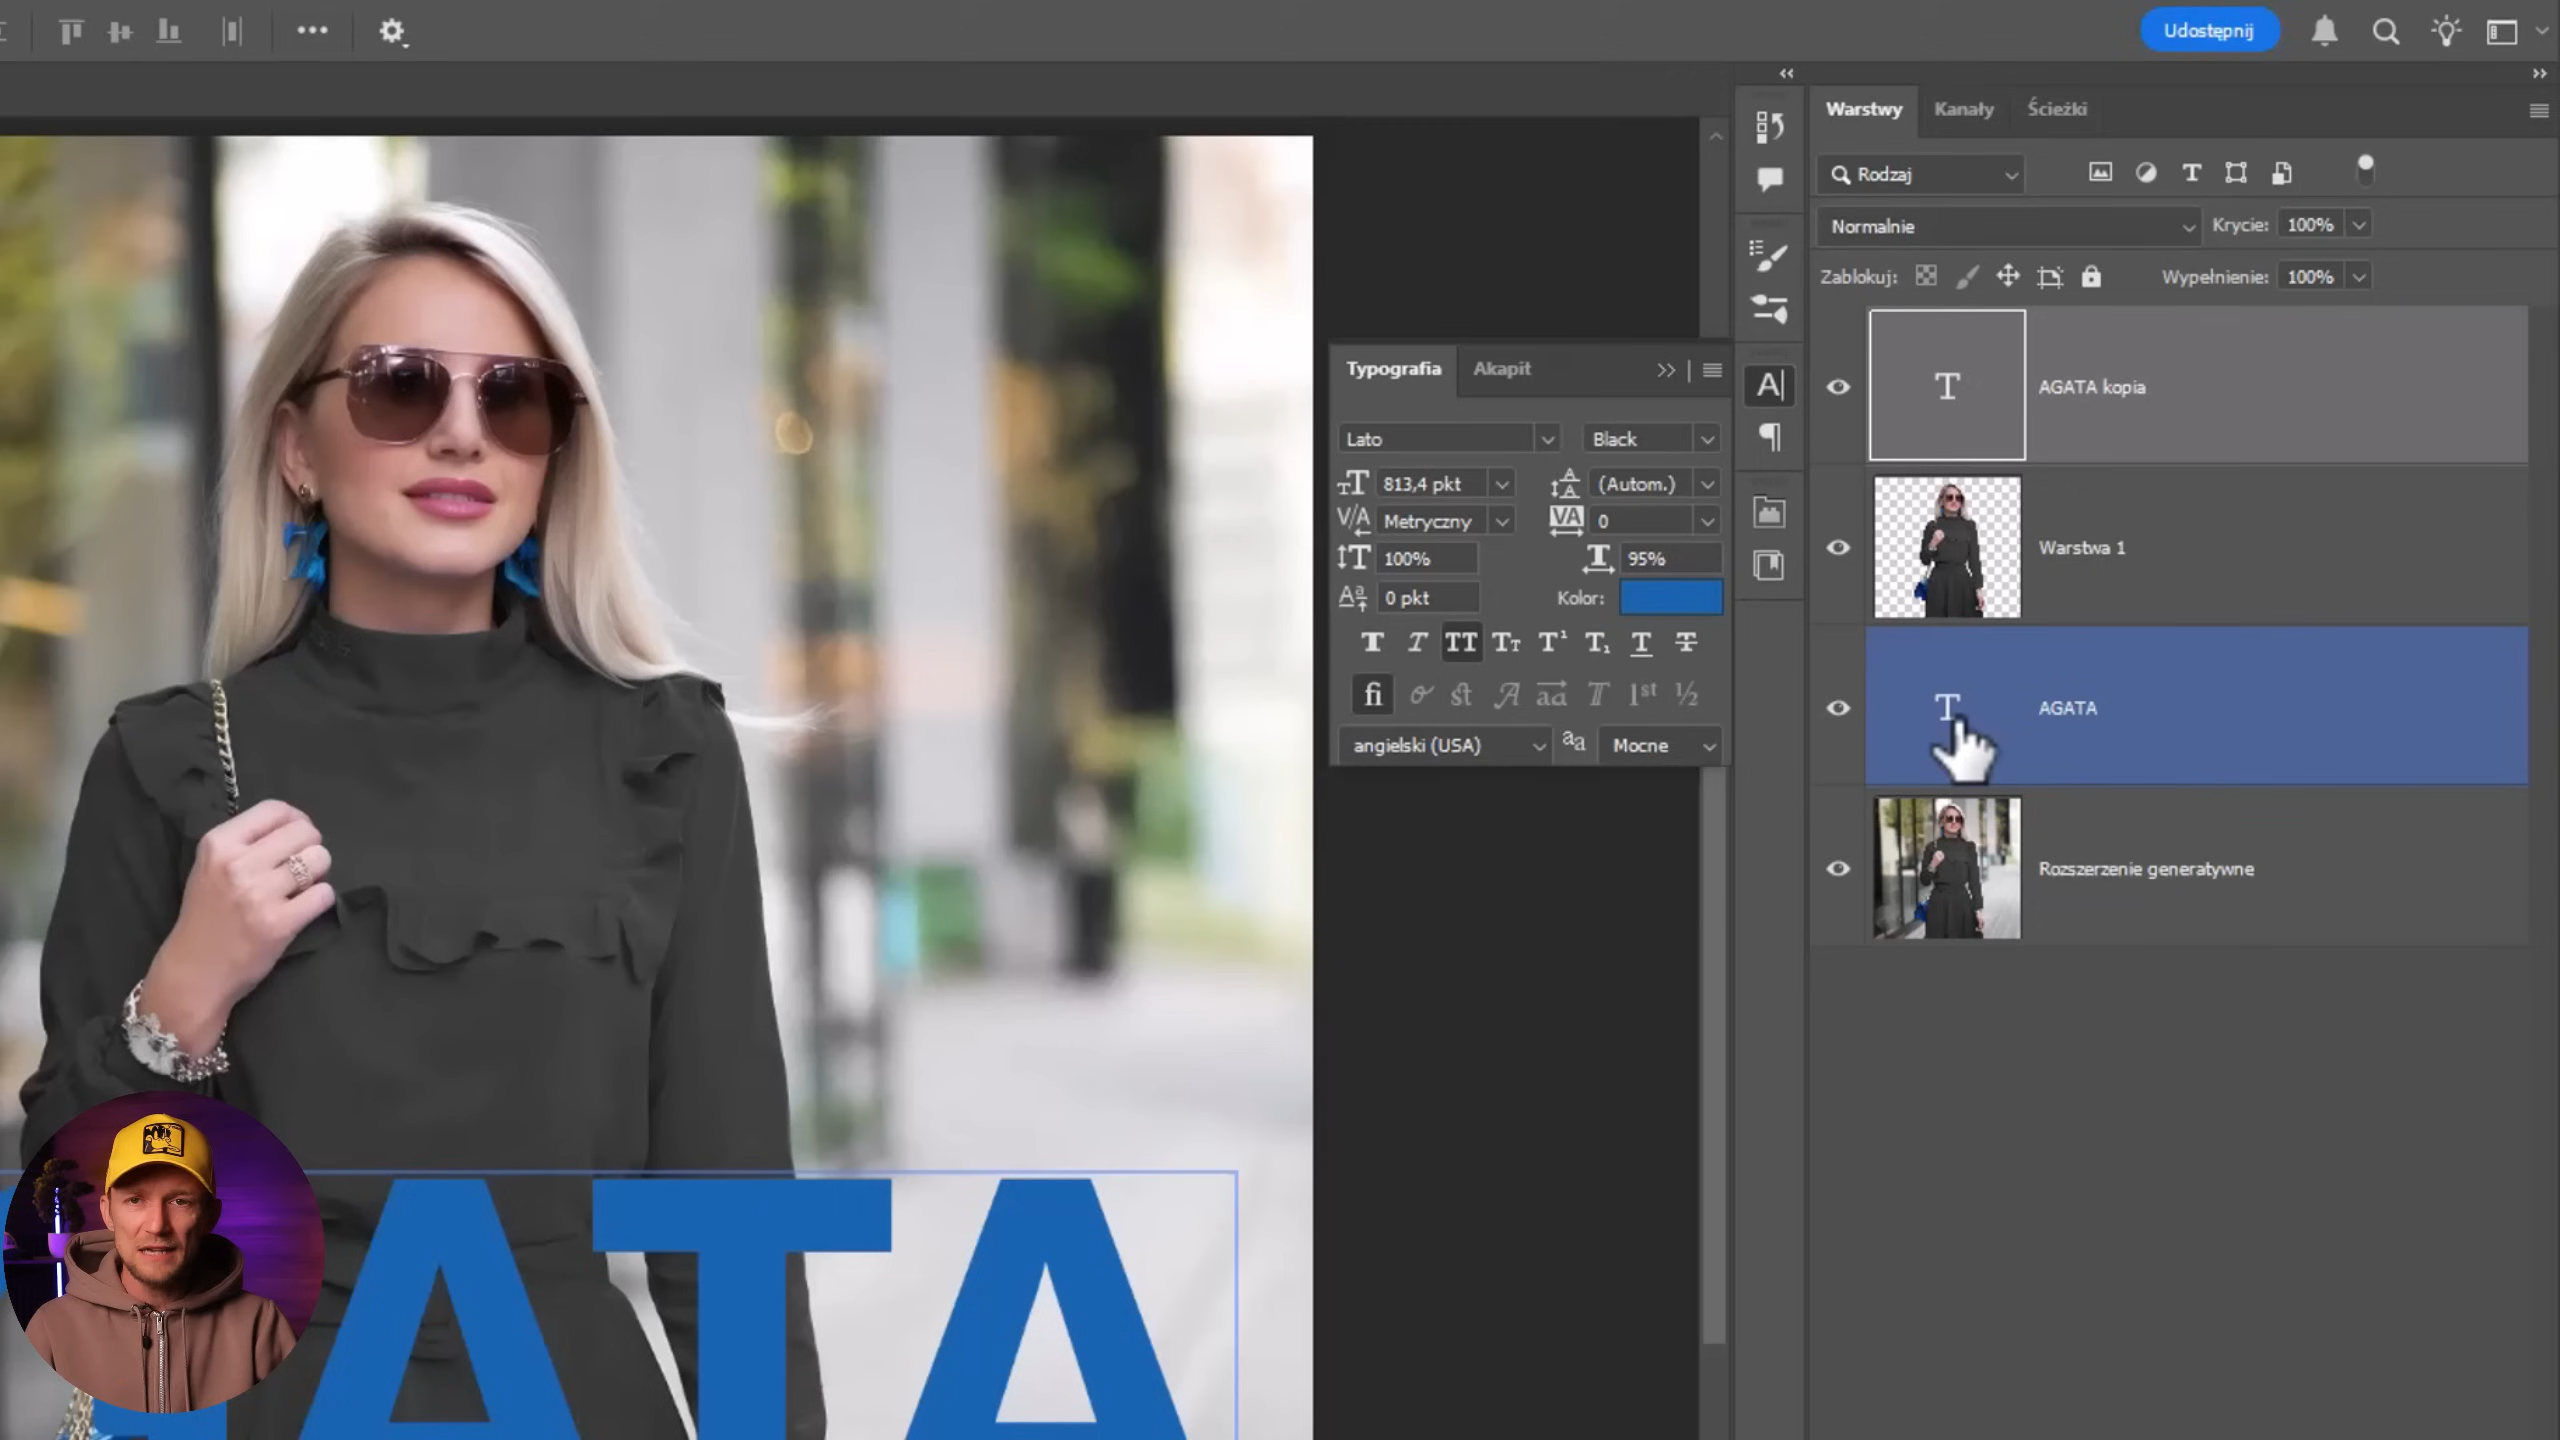 Udostępnij
Warstwy Kanały Ścieżki
Rodzaj
Normalnie Krycie: 100%
Zablokuj: Wypełnienie: 100%
AGATA kopia
Warstwa 1
AGATA
Rozszerzenie generatywne
Typografia Akapit
Lato Black
813,4 pkt (Autom.)
Metryczny 0
100% 95%
0 pkt Kolor:
angielski (USA) Mocne
ATA